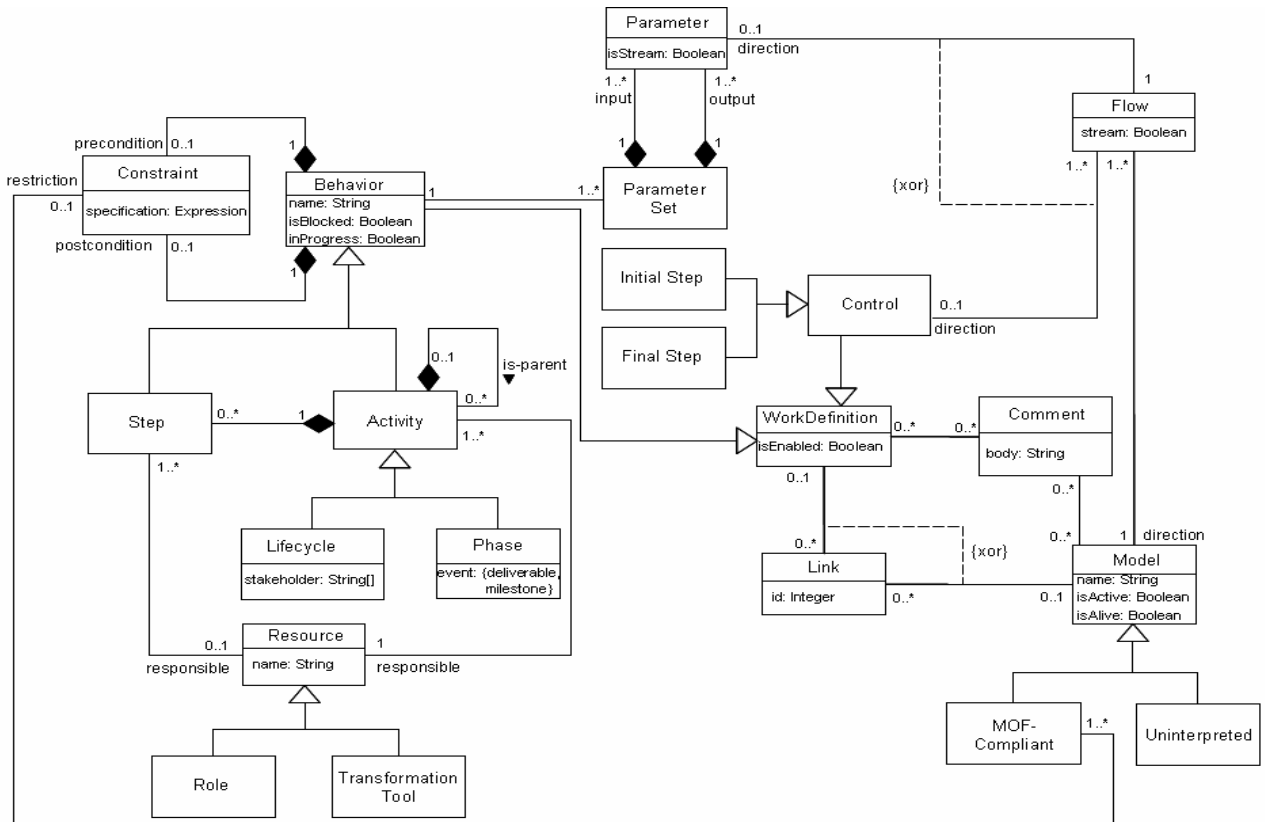 Parameter
isStream: Boolean
0..1
direction
1..*
input
1..*
output
1
Flow
stream: Boolean
1..*
1..*
precondition
0..1
1
Constraint
specification: Expression
restriction
0..1
postcondition
0..1
1
Behavior
name: String
isBlocked: Boolean
inProgress: Boolean
1
1..*
1
1
Parameter
Set
{xor}
Initial Step
Final Step
Control
0..1
direction
0..1
is-parent
0..*
Step
0..*
1
Activity
1..*
1..*
WorkDefinition
isEnabled: Boolean
0..*
0..*
Comment
body: String
0..1
0..*
0..*
0..*
1
direction
{xor}
Lifecycle
stakeholder: String[]
Phase
event: {deliverable,
milestone}
Link
id: Integer
0..*
0..1
Model
name: String
isActive: Boolean
isAlive: Boolean
0..1
responsible
Resource
name: String
1
responsible
Role
Transformation
Tool
MOF-
Compliant
1..*
Uninterpreted